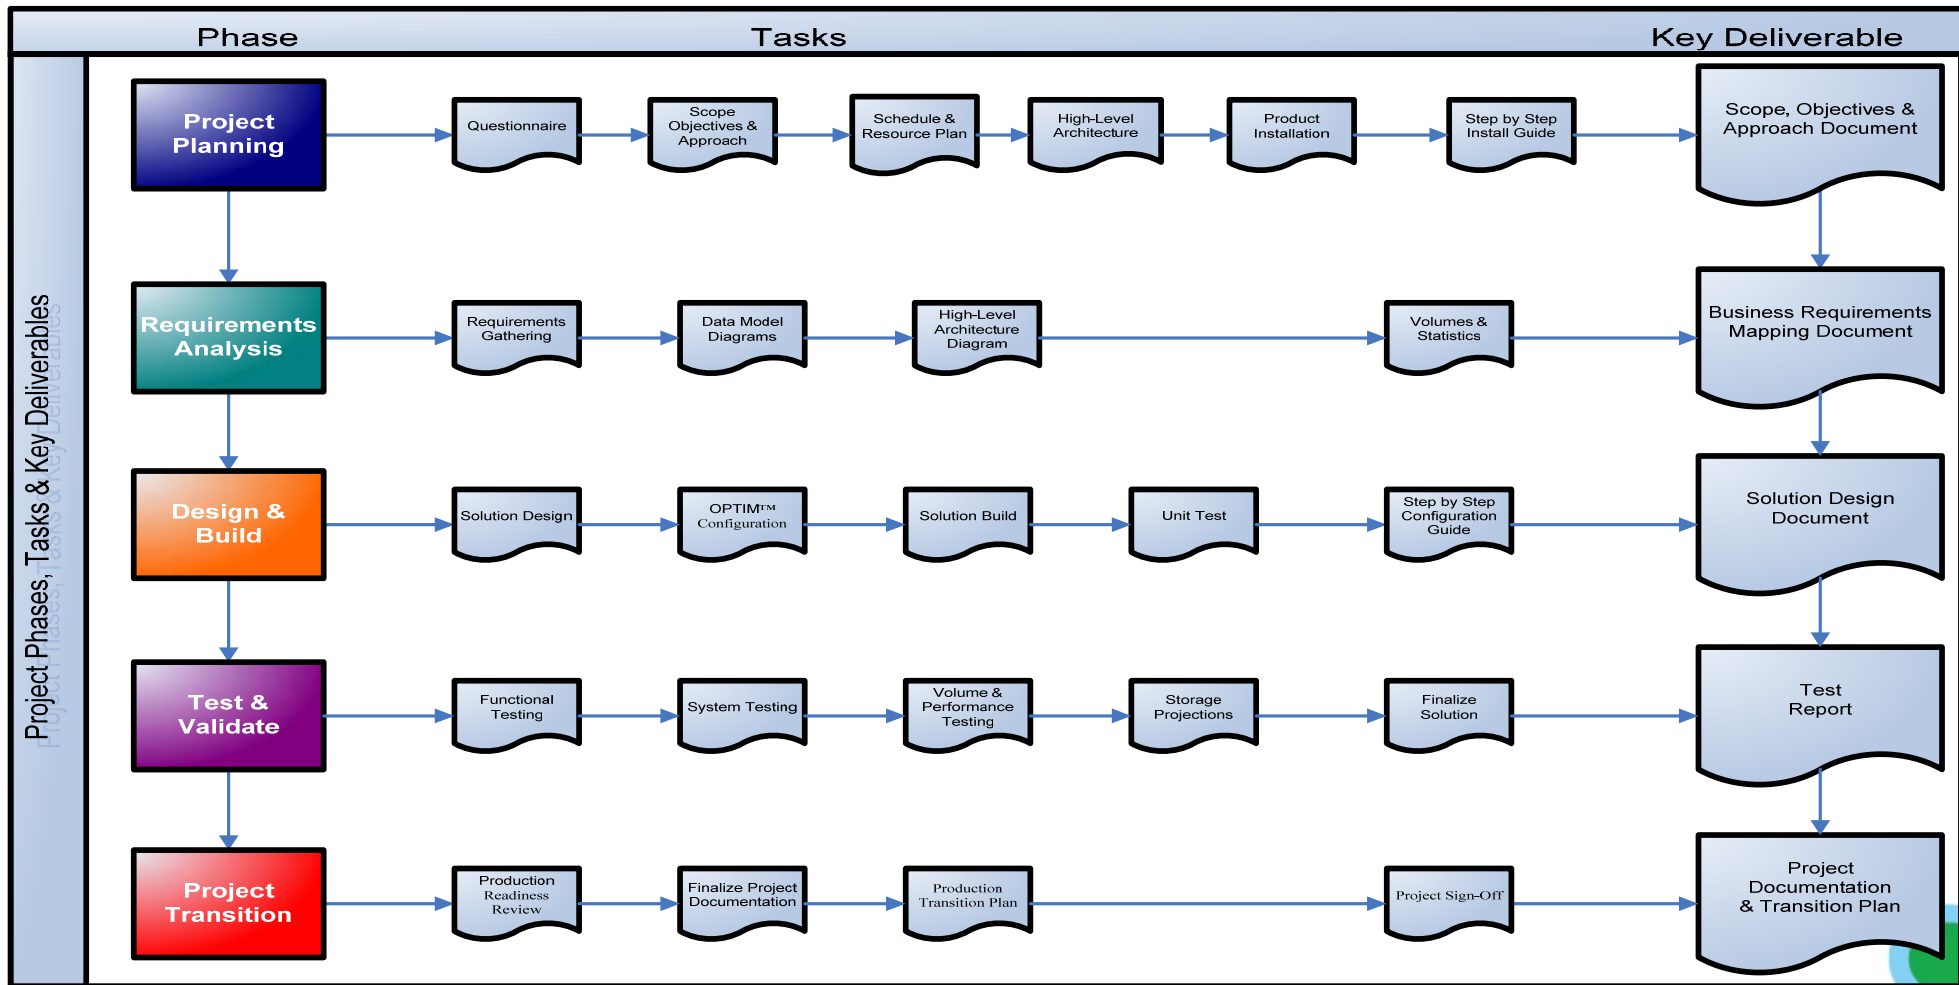 Phase
Tasks
Key Deliverable
Project Phases, Tasks & Key Deliverables
Project
Planning
Questionnaire
Scope
Objectives &
Approach
Schedule &
Resource Plan
High-Level
Architecture
Product
Installation
Step by Step
Install Guide
Scope, Objectives &
Approach Document
Requirements
Analysis
Requirements
Gathering
Data Model
Diagrams
High-Level
Architecture
Diagram
Volumes &
Statistics
Business Requirements
Mapping Document
Design &
Build
Solution Design
OPTIM™
Configuration
Solution Build
Unit Test
Step by Step
Configuration
Guide
Solution Design
Document
Test &
Validate
Functional
Testing
System Testing
Volume &
Performance
Testing
Storage
Projections
Finalize
Solution
Test
Report
Project
Transition
Production
Readiness
Review
Finalize Project
Documentation
Production
Transition Plan
Project Sign-Off
Project
Documentation
& Transition Plan